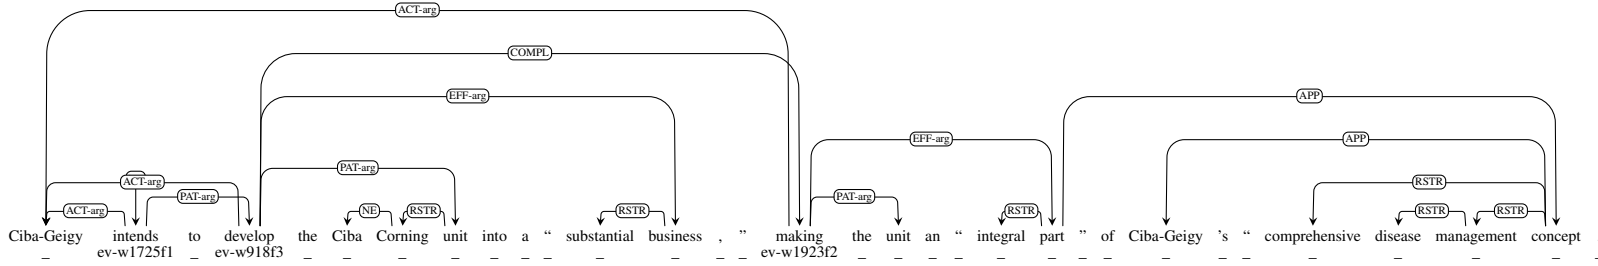 ACT-arg
COMPL
EFF-arg APP
EFF-arg APP
PAT-arg
ACT-arg RSTR
PAT-arg PAT-arg
ACT-arg NE RSTR RSTR RSTR RSTR RSTR
Ciba-Geigy intends to develop the Ciba Corning unit into a “ substantial business , ” making the unit an “ integral part ” of Ciba-Geigy 's “ comprehensive disease management concept
_ ev-w1725f1 _ ev-w918f3 _ _ _ _ _ _ _ _ _ _ _ ev-w1923f2 _ _ _ _ _ _ _ _ _ _ _ _ _ _ _ _